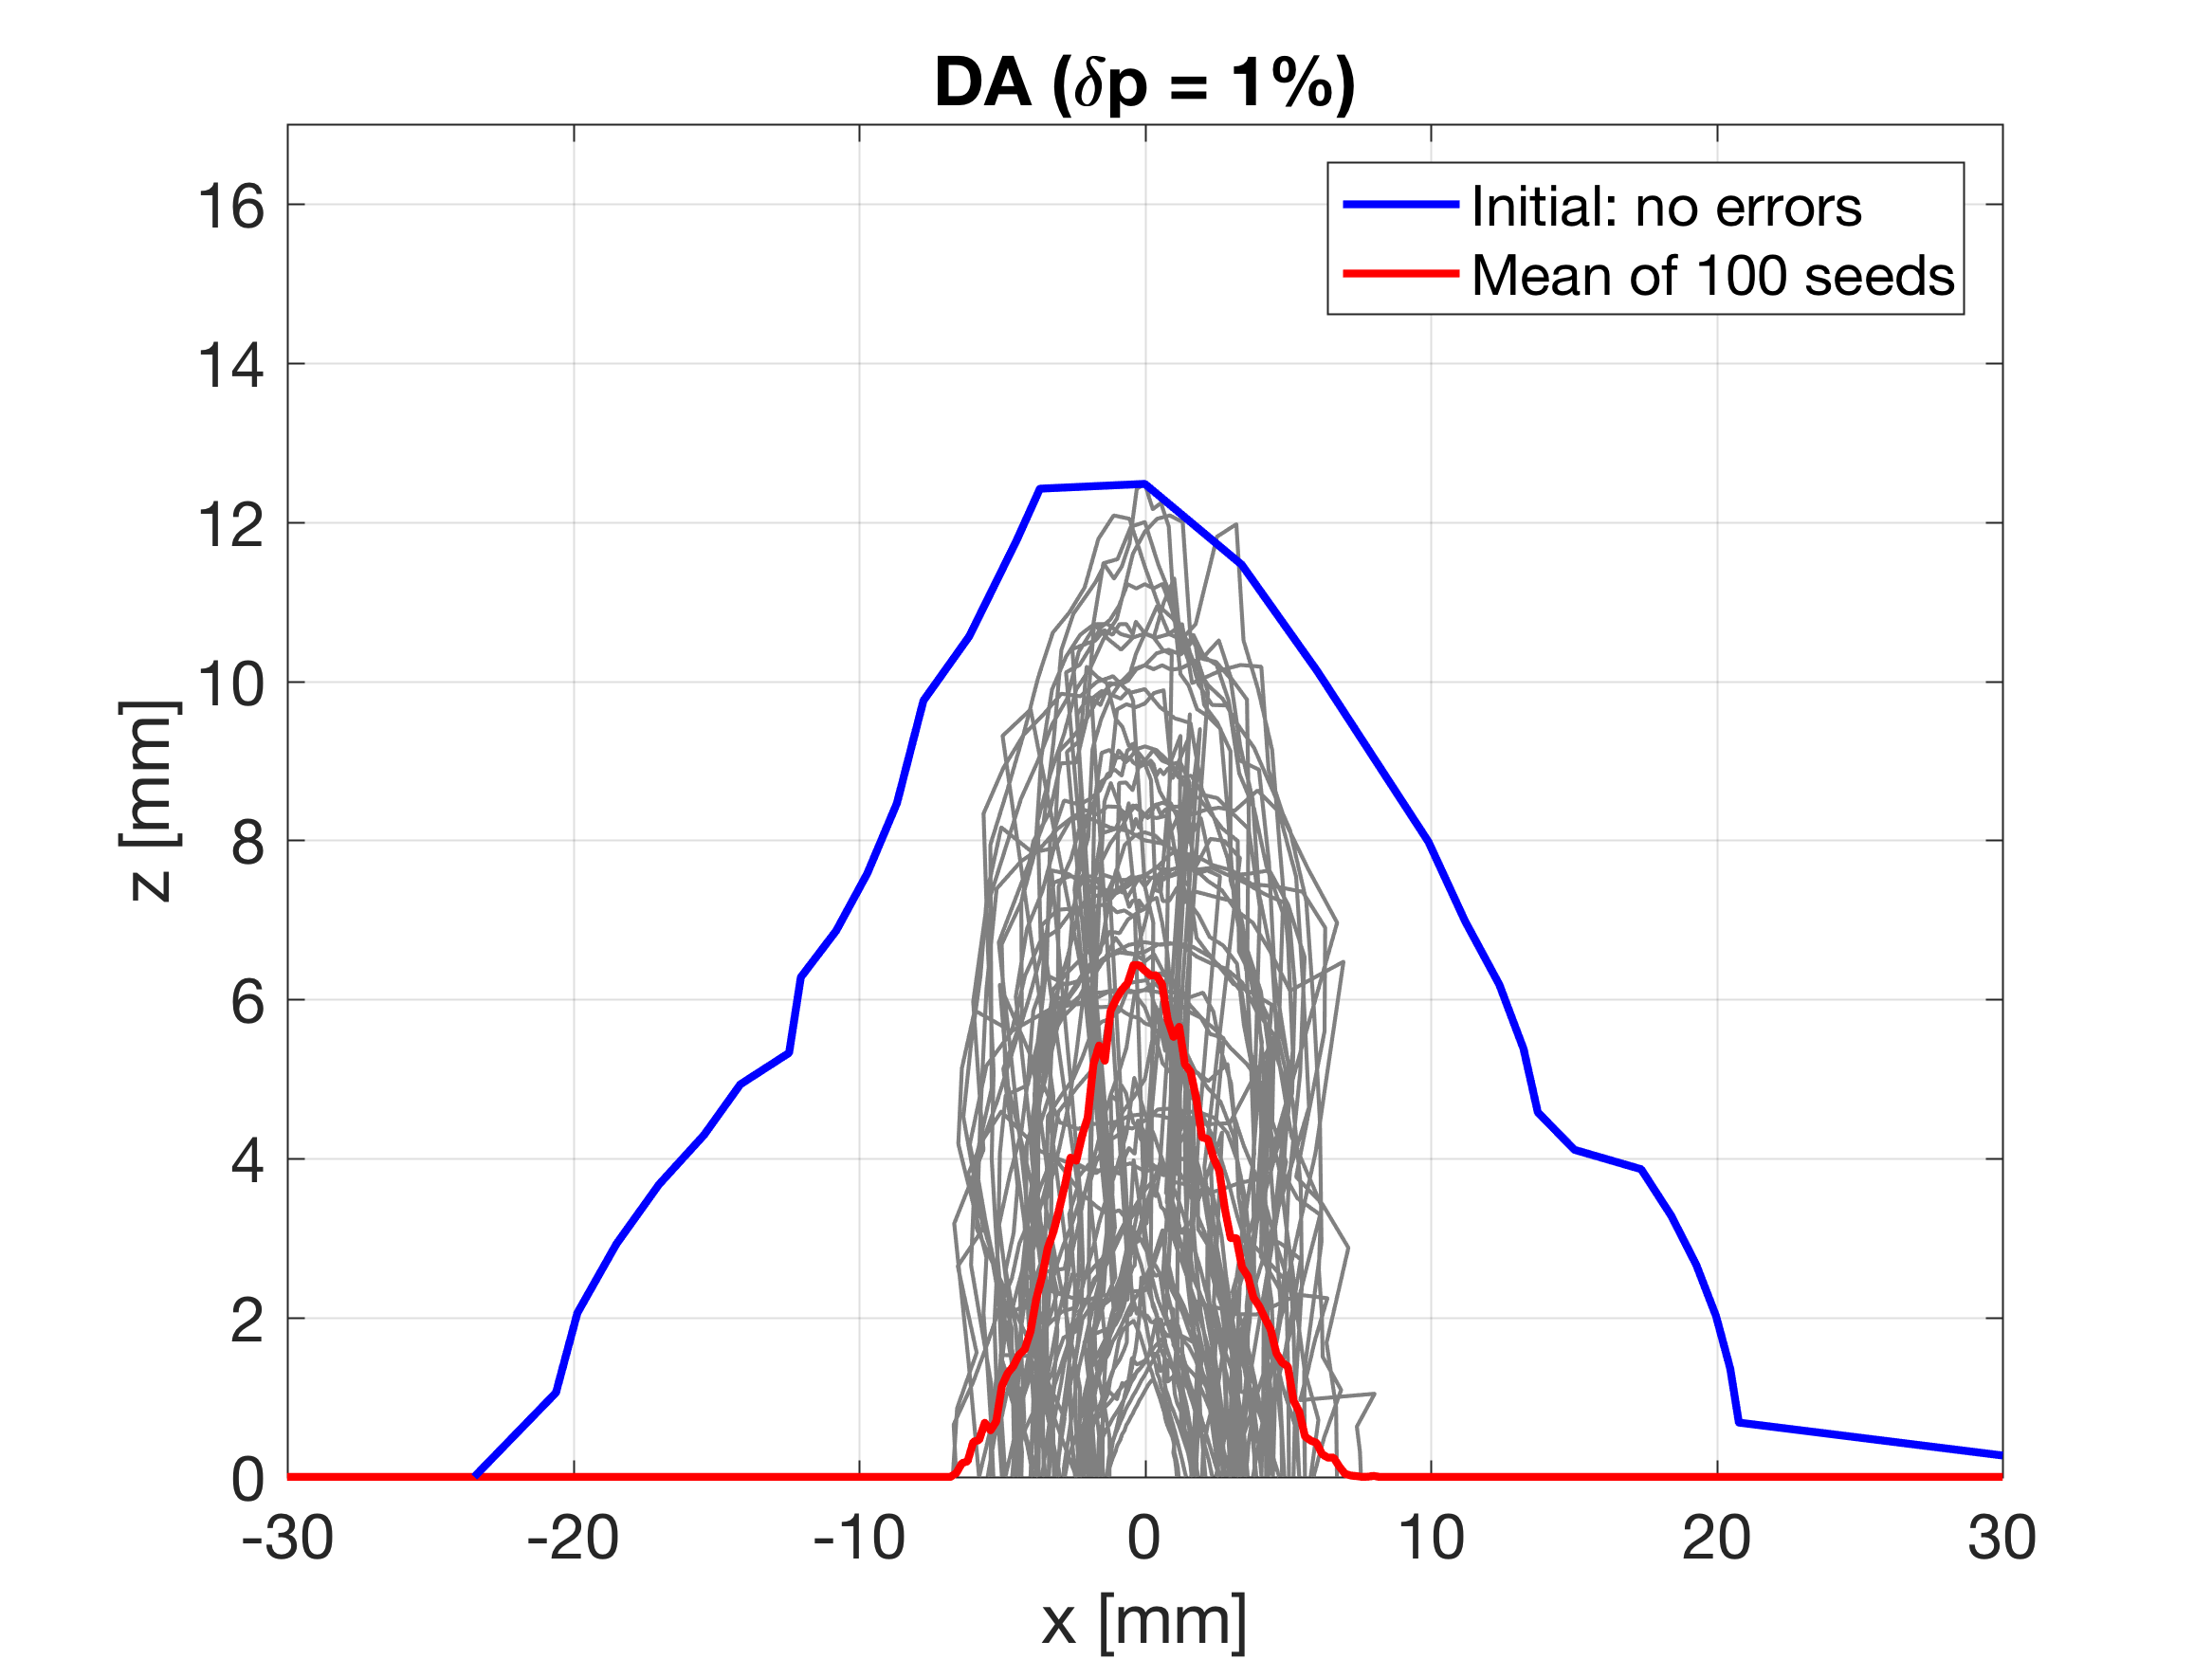 DA (δp = 1%)
Initial: no errors
Mean of 100 seeds
16
14
12
10
8
6
4
2
0
z [mm]
-30 -20 -10 0 10 20 30
x [mm]